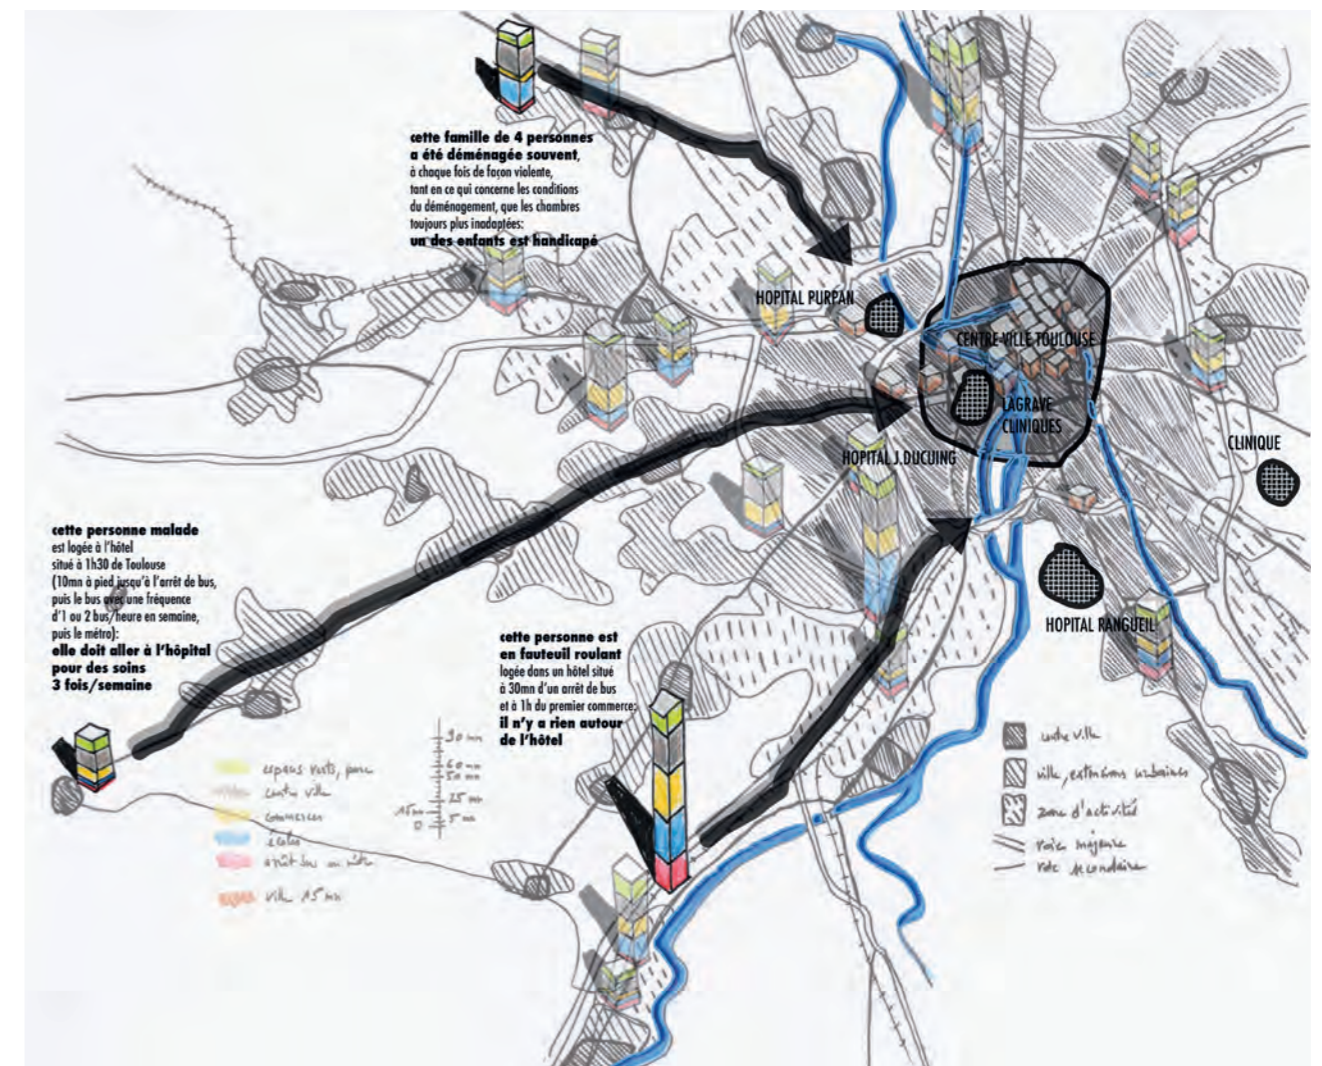 cette famille de 4 personnes
a été déménagée souvent,
à chaque fois de façon violente,
tant en ce qui concerne les conditions
du déménagement, que les chambres
toujours plus inadaptées:
un des enfants est handicapé
HOPITAL PURPAN
CENTRE VILLE TOULOUSE
LAGRAVE
CLINIQUES
HOPITAL J.DUCUING
CLINIQUE
HOPITAL RANGUEIL
cette personne malade
est logée à l'hôtel
situé à 1h30 de Toulouse
(10mn à pied jusqu'à l'arrêt de bus,
puis le bus avec une fréquence
d'1 ou 2 bus/heure en semaine,
puis le métro):
elle doit aller à l'hôpital
pour des soins
3 fois/semaine
cette personne est
en fauteuil roulant
logée dans un hôtel situé
à 30mn d'un arrêt de bus
et à 1h du premier commerce:
il n'y a rien autour
de l'hôtel
espaces verts, parc
centre ville
commerces
écoles
arrêt bus ou métro
ville 15 mn
90 mn
60 mn
50 mn
25 mn
15 mn
5 mn
0
centre ville
ville, extensions urbaines
zone d'activités
voie majeure
voie secondaire